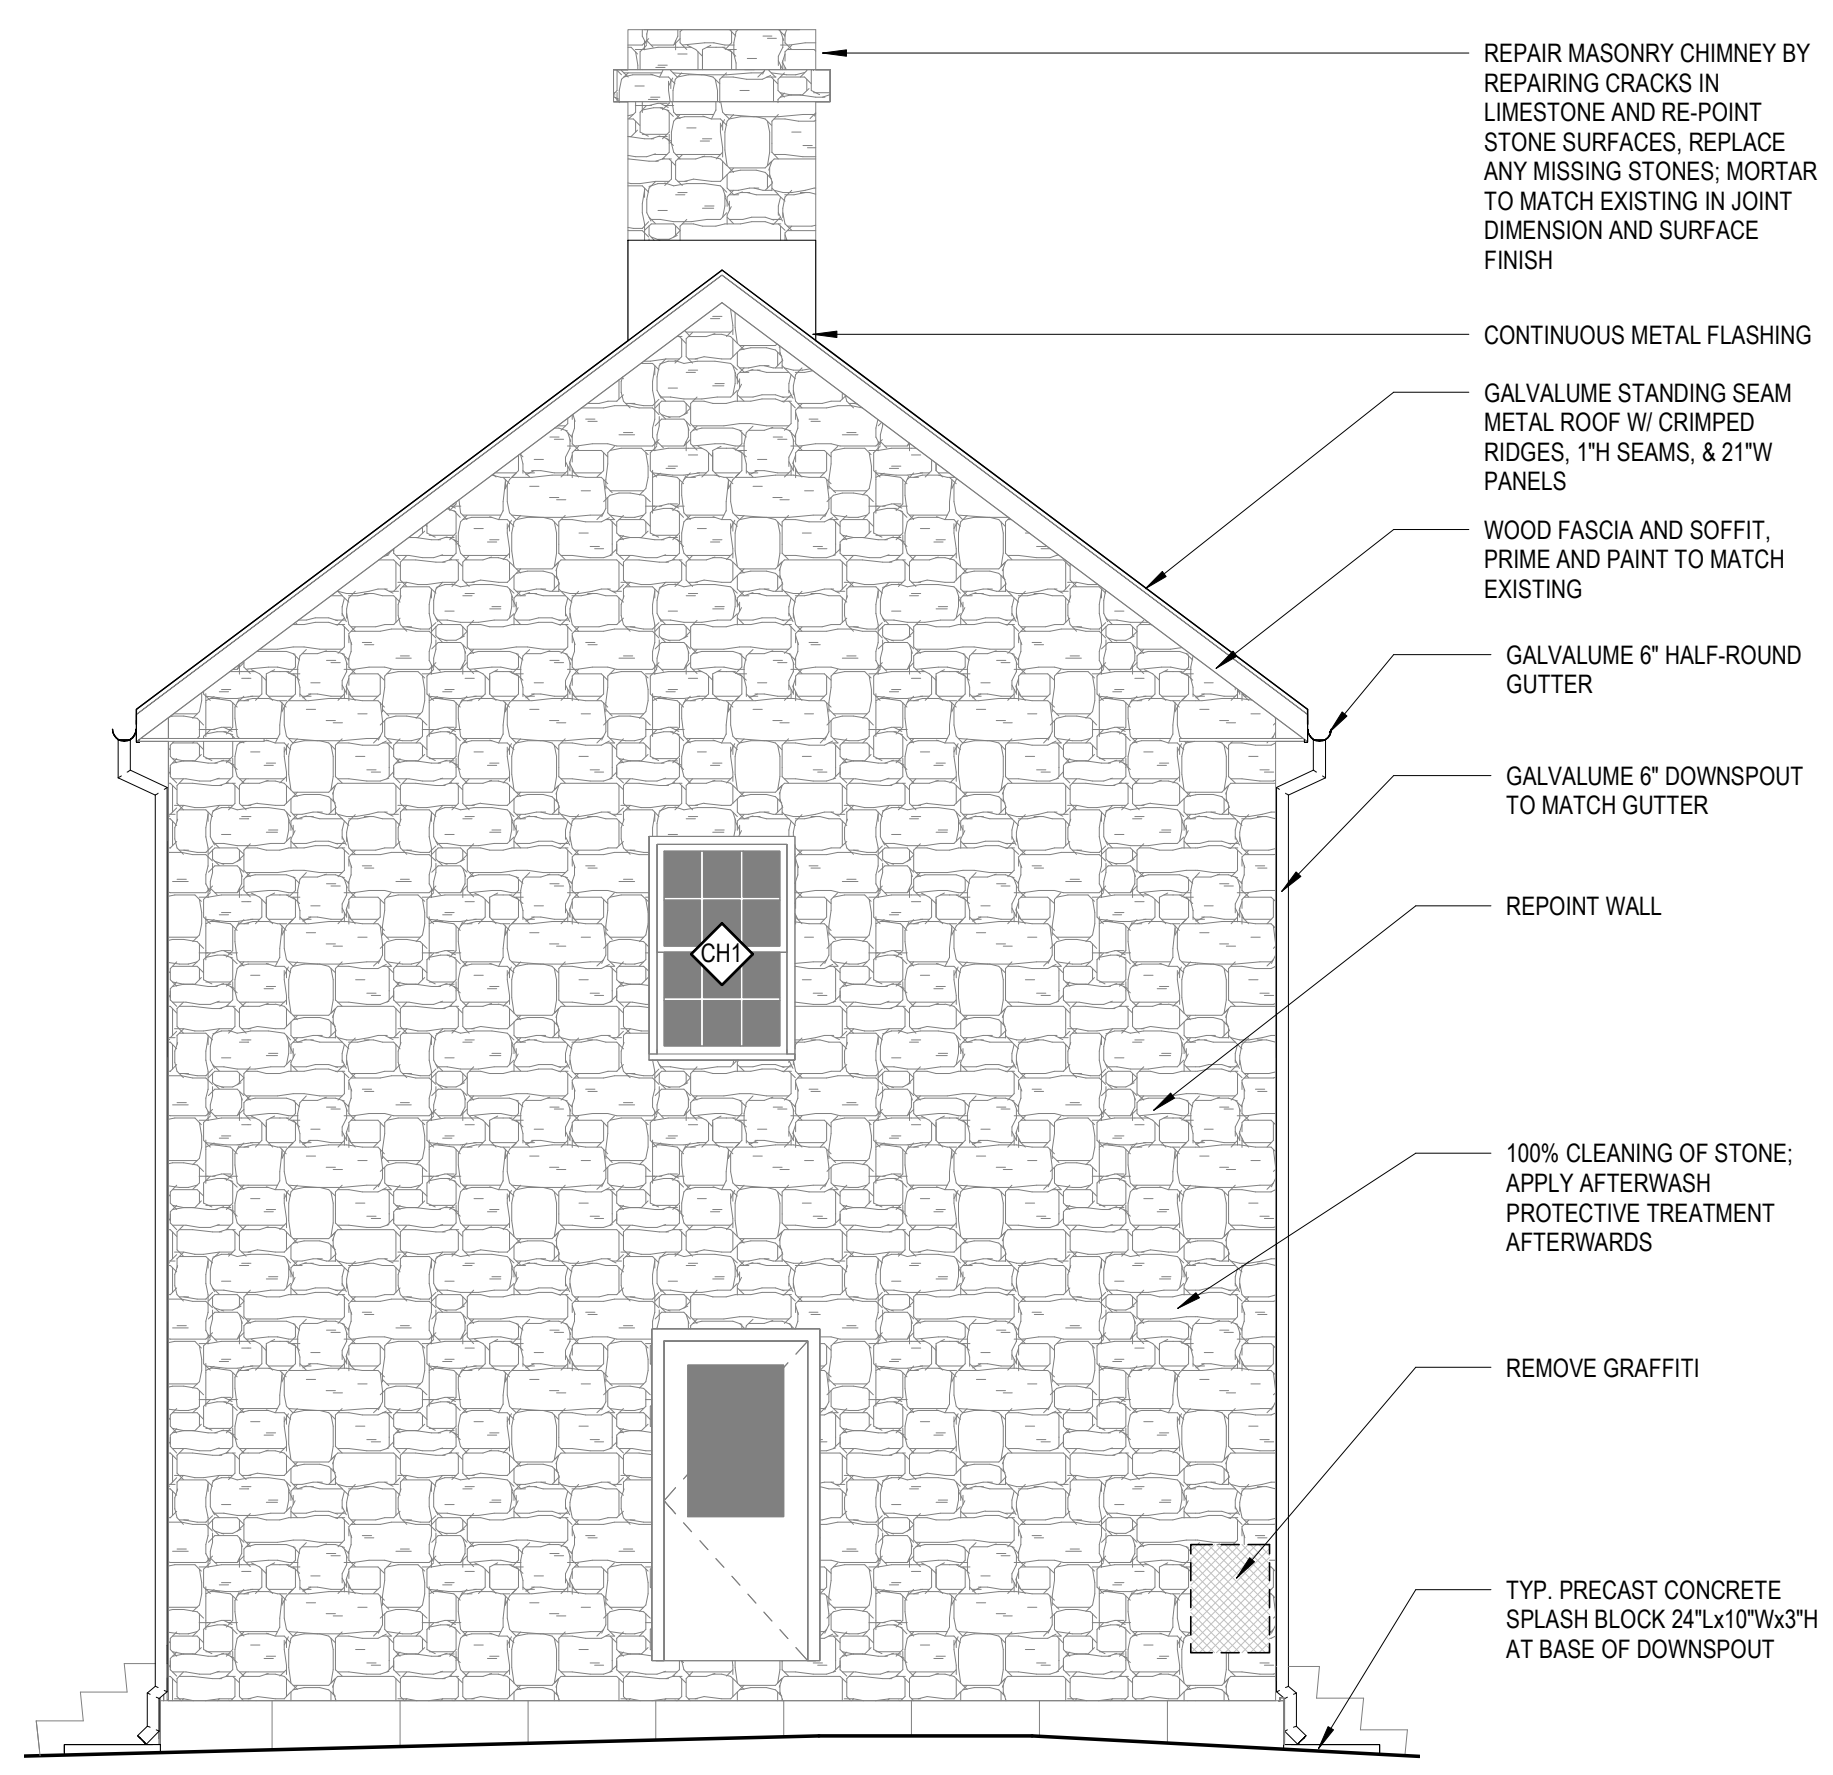 REPAIR MASONRY CHIMNEY BY
REPAIRING CRACKS IN
LIMESTONE AND RE-POINT
STONE SURFACES, REPLACE
ANY MISSING STONES; MORTAR
TO MATCH EXISTING IN JOINT
DIMENSION AND SURFACE
FINISH
CONTINUOUS METAL FLASHING
GALVALUME STANDING SEAM
METAL ROOF W/ CRIMPED
RIDGES, 1"H SEAMS, & 21"W
PANELS
WOOD FASCIA AND SOFFIT,
PRIME AND PAINT TO MATCH
EXISTING
GALVALUME 6" HALF-ROUND
GUTTER
GALVALUME 6" DOWNSPOUT
TO MATCH GUTTER
REPOINT WALL
CH1
100% CLEANING OF STONE;
APPLY AFTERWASH
PROTECTIVE TREATMENT
AFTERWARDS
REMOVE GRAFFITI
TYP. PRECAST CONCRETE
SPLASH BLOCK 24"Lx10"Wx3"H
AT BASE OF DOWNSPOUT